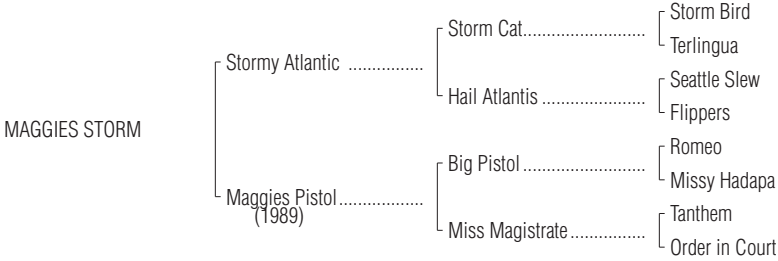 Storm Bird
Storm Cat..........................
Terlingua
Stormy Atlantic ................
Seattle Slew
Hail Atlantis ......................
Flippers
MAGGIES STORM
Romeo
Big Pistol ..........................
Missy Hadapa
Maggies Pistol..................
(1989)
Tanthem
Miss Magistrate................
Order in Court